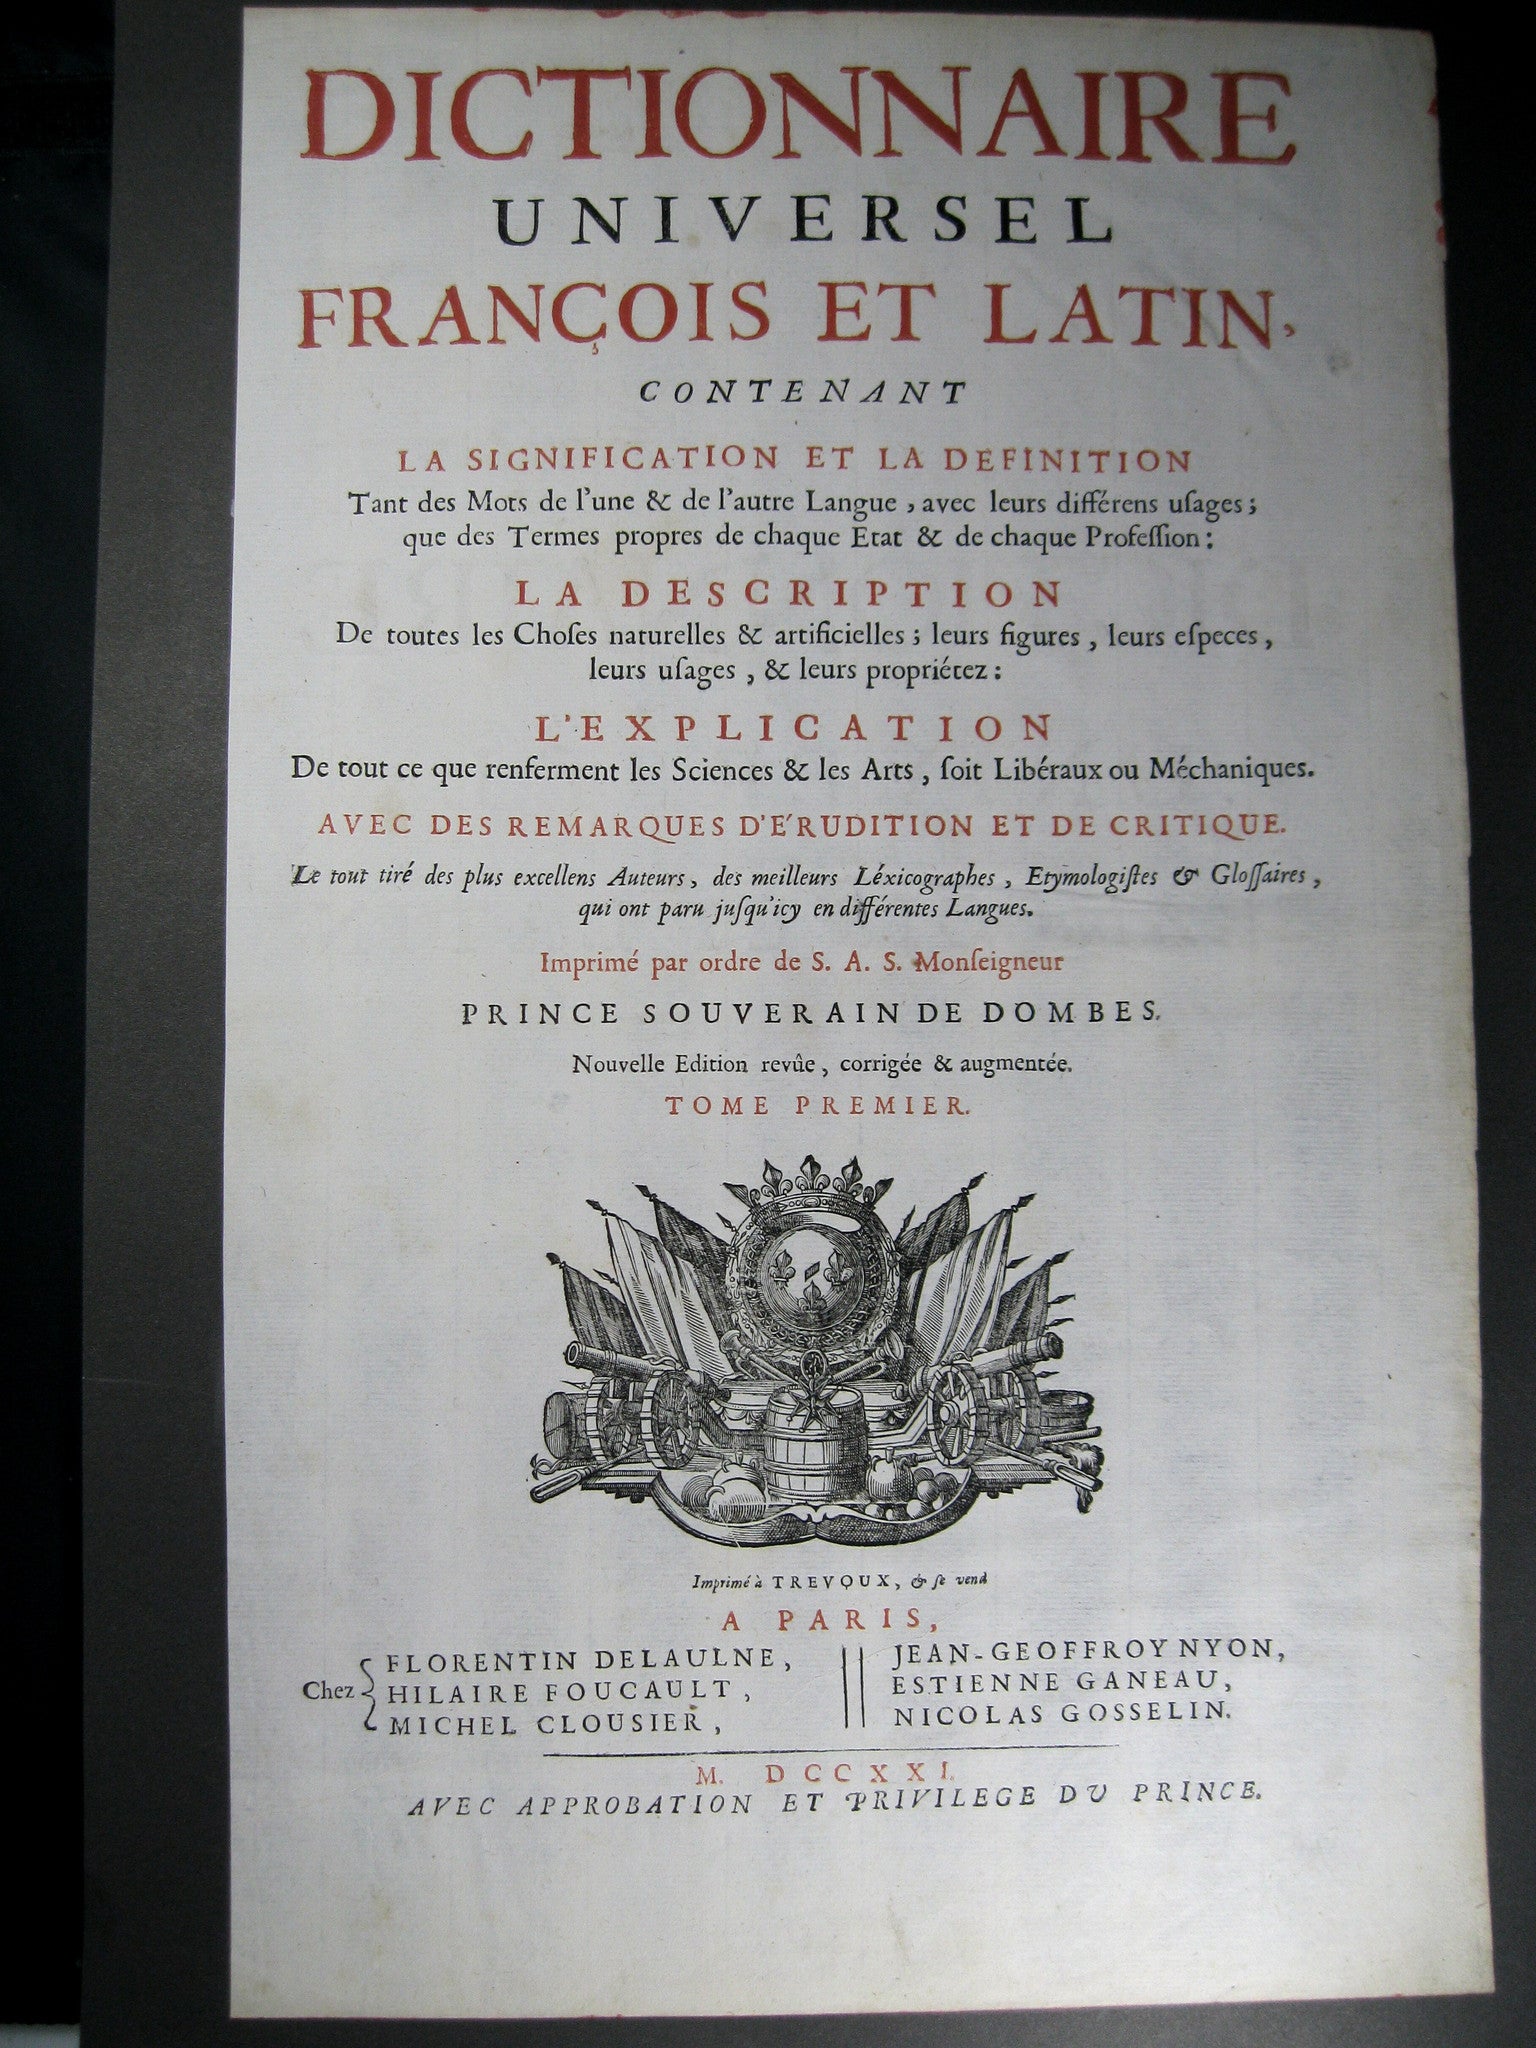 DICTIONNAIRE
UNIVERSEL
FRANÇOIS ET LATIN,
CONTENANT
LA SIGNIFICATION ET LA DEFINITION
Tant des Mots de l'une & de l'autre Langue, avec leurs différens uſages;
que des Termes propres de chaque Etat & de chaque Profeſſion:
LA DESCRIPTION
De toutes les Choſes naturelles & artificielles; leurs figures, leurs eſpeces,
leurs uſages, & leurs propriétez:
L'EXPLICATION
De tout ce que renferment les Sciences & les Arts, ſoit Libéraux ou Méchaniques.
AVEC DES REMARQUES D'ÉRUDITION ET DE CRITIQUE.
Le tout tiré des plus excellens Auteurs, des meilleurs Léxicographes, Etymologiſtes & Gloſſaires,
qui ont paru juſqu'icy en différentes Langues.
Imprimé par ordre de S. A. S. Monſeigneur
PRINCE SOUVERAIN DE DOMBES.
Nouvelle Edition revûe, corrigée & augmentée.
TOME PREMIER.
Imprimé à TREVOUX, & ſe vend
A PARIS,
Chez
FLORENTIN DELAULNE,
HILAIRE FOUCAULT,
MICHEL CLOUSIER,
JEAN-GEOFFROY NYON,
ESTIENNE GANEAU,
NICOLAS GOSSELIN.
M. DCCXXI.
AVEC APPROBATION ET PRIVILEGE DU PRINCE.